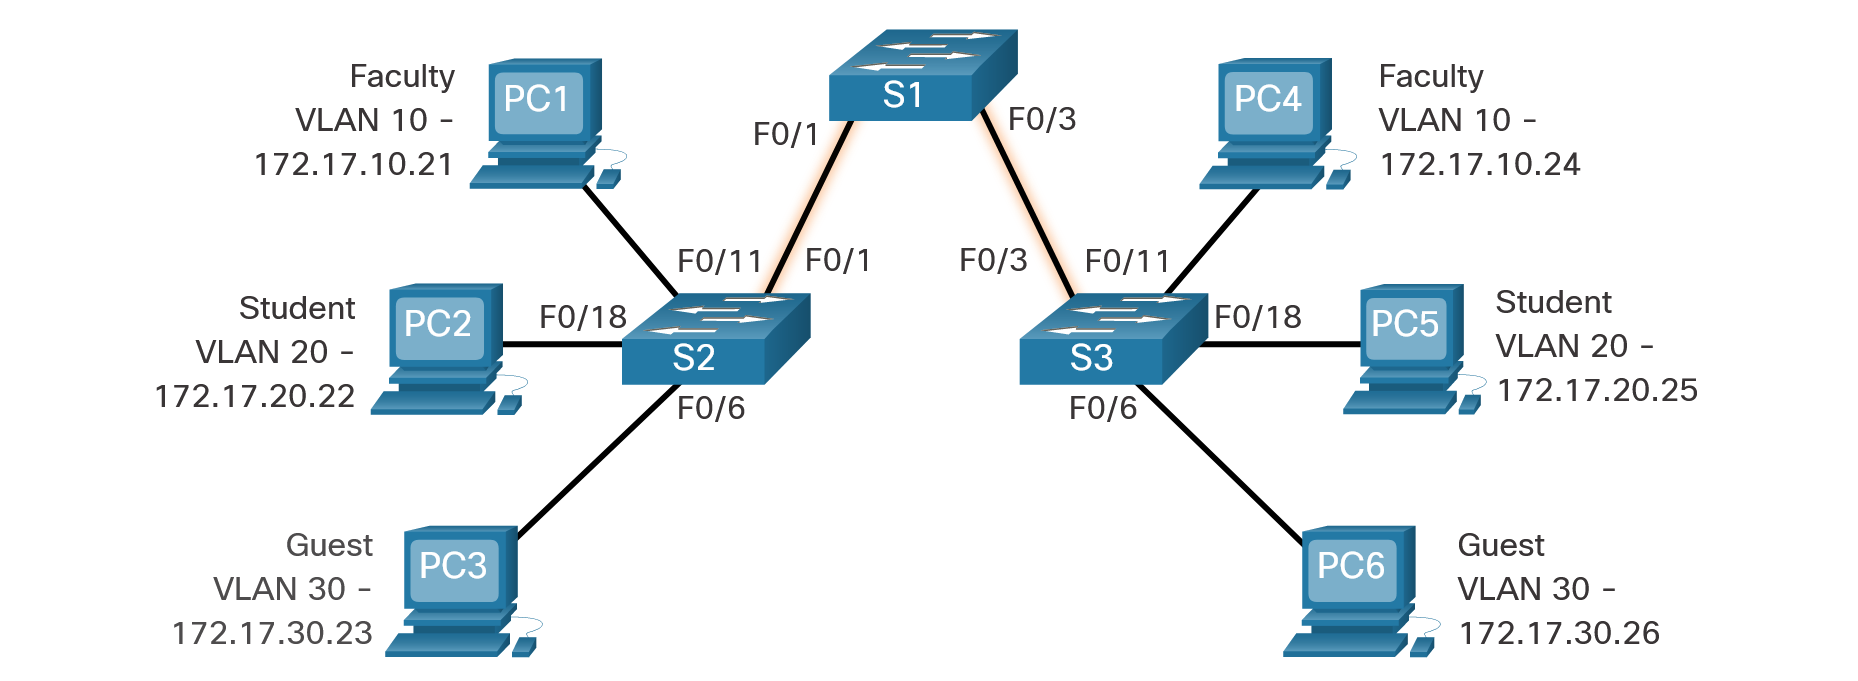 Faculty
VLAN 10 –
172.17.10.21
PC1
S1
F0/1
F0/3
PC4
Faculty
VLAN 10 –
172.17.10.24
F0/11
F0/1
F0/3
F0/11
Student
VLAN 20 –
172.17.20.22
PC2
F0/18
S2
F0/6
S3
F0/18
F0/6
PC5
Student
VLAN 20 –
172.17.20.25
Guest
VLAN 30 –
172.17.30.23
PC3
PC6
Guest
VLAN 30 –
172.17.30.26